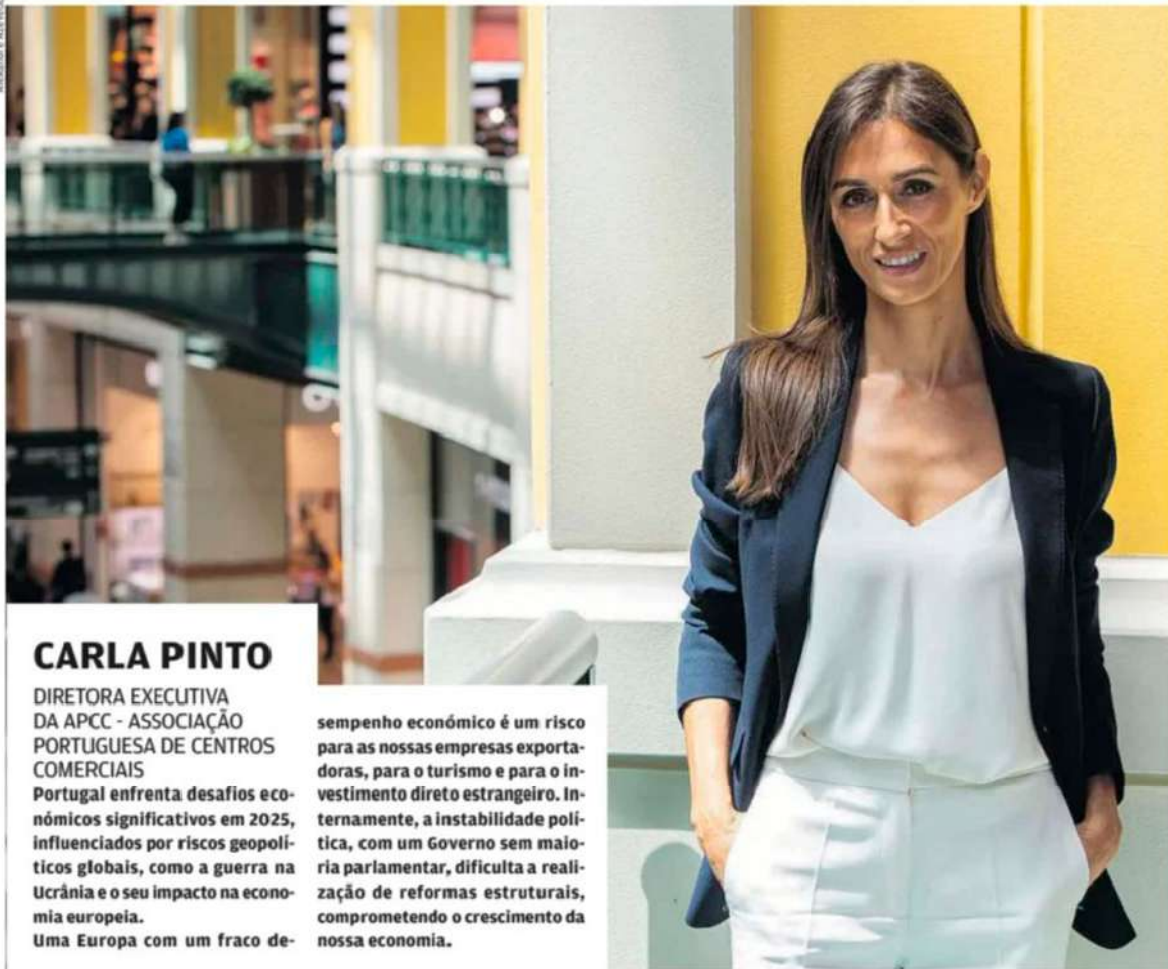 CARLA PINTO
DIRETORA EXECUTIVA
DA APCC - ASSOCIAÇÃO
PORTUGUESA DE CENTROS
COMERCIAIS
Portugal enfrenta desafios eco-
nómicos significativos em 2025,
influenciados por riscos geopolí-
ticos globais, como a guerra na
Ucrânia e o seu impacto na econo-
mia europeia.
Uma Europa com um fraco de-
sempenho económico é um risco
para as nossas empresas exporta-
doras, para o turismo e para o in-
vestimento direto estrangeiro. In-
ternamente, a instabilidade polí-
tica, com um Governo sem maio-
ria parlamentar, dificulta a reali-
zação de reformas estruturais,
comprometendo o crescimento da
nossa economia.